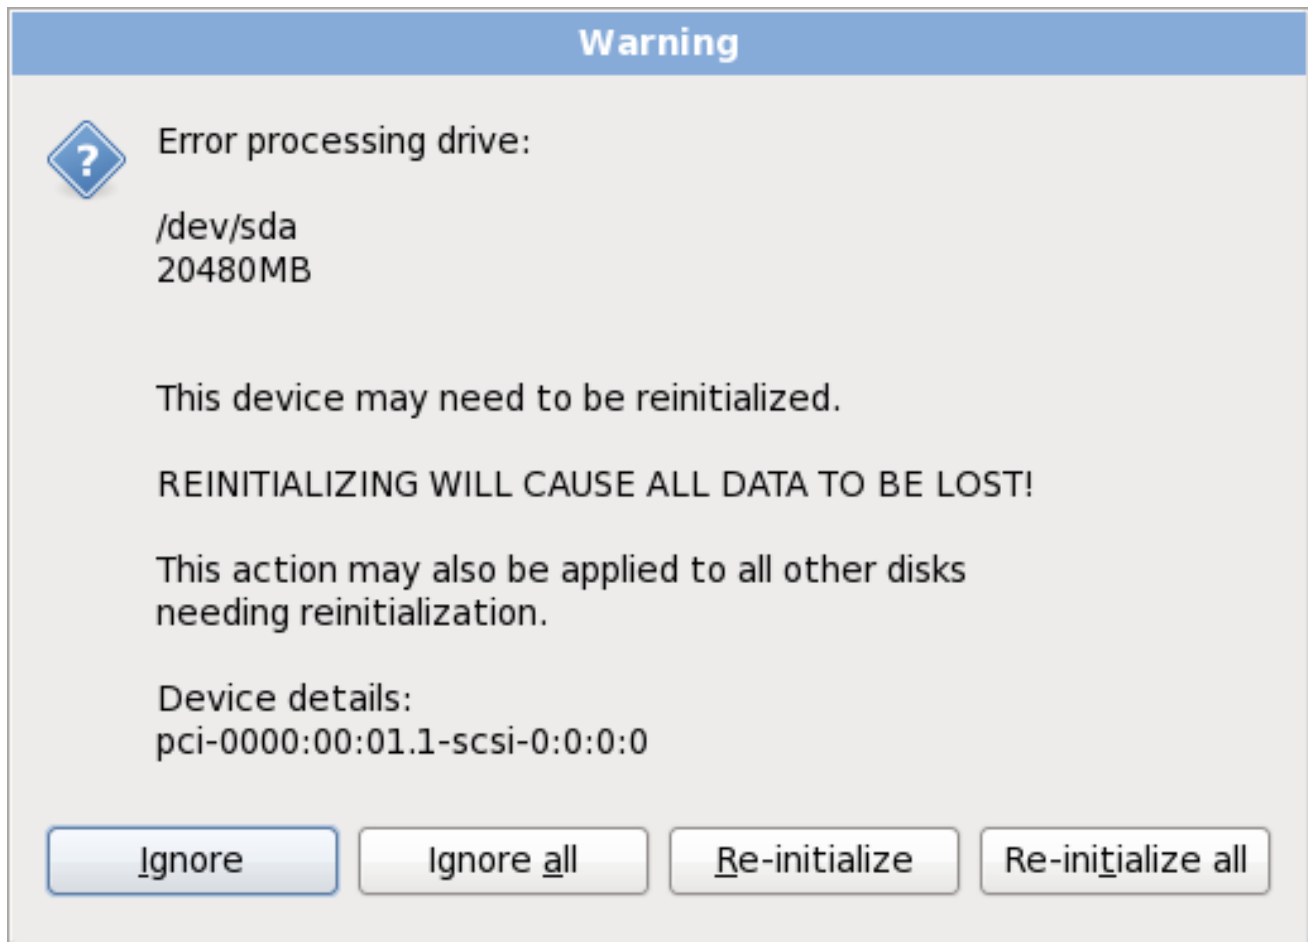 Warning
?
Error processing drive:
/dev/sda
20480MB
This device may need to be reinitialized.
REINITIALIZING WILL CAUSE ALL DATA TO BE LOST!
This action may also be applied to all other disks
needing reinitialization.
Device details:
pci-0000:00:01.1-scsi-0:0:0:0
Ignore
Ignore all
Re-initialize
Re-initialize all